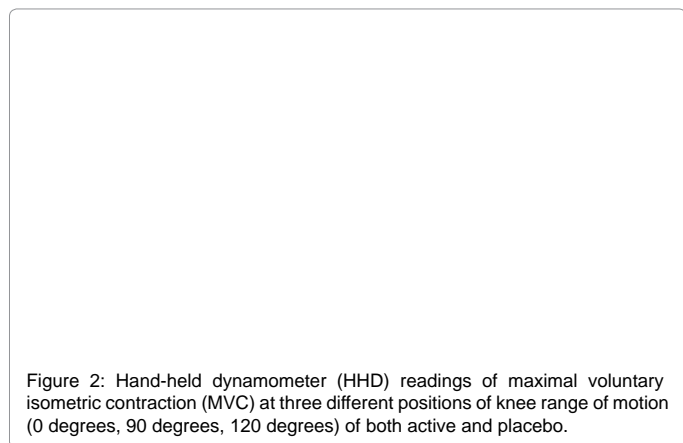 Figure 2: Hand-held dynamometer (HHD) readings of maximal voluntary
isometric contraction (MVC) at three different positions of knee range of motion
(0 degrees, 90 degrees, 120 degrees) of both active and placebo.